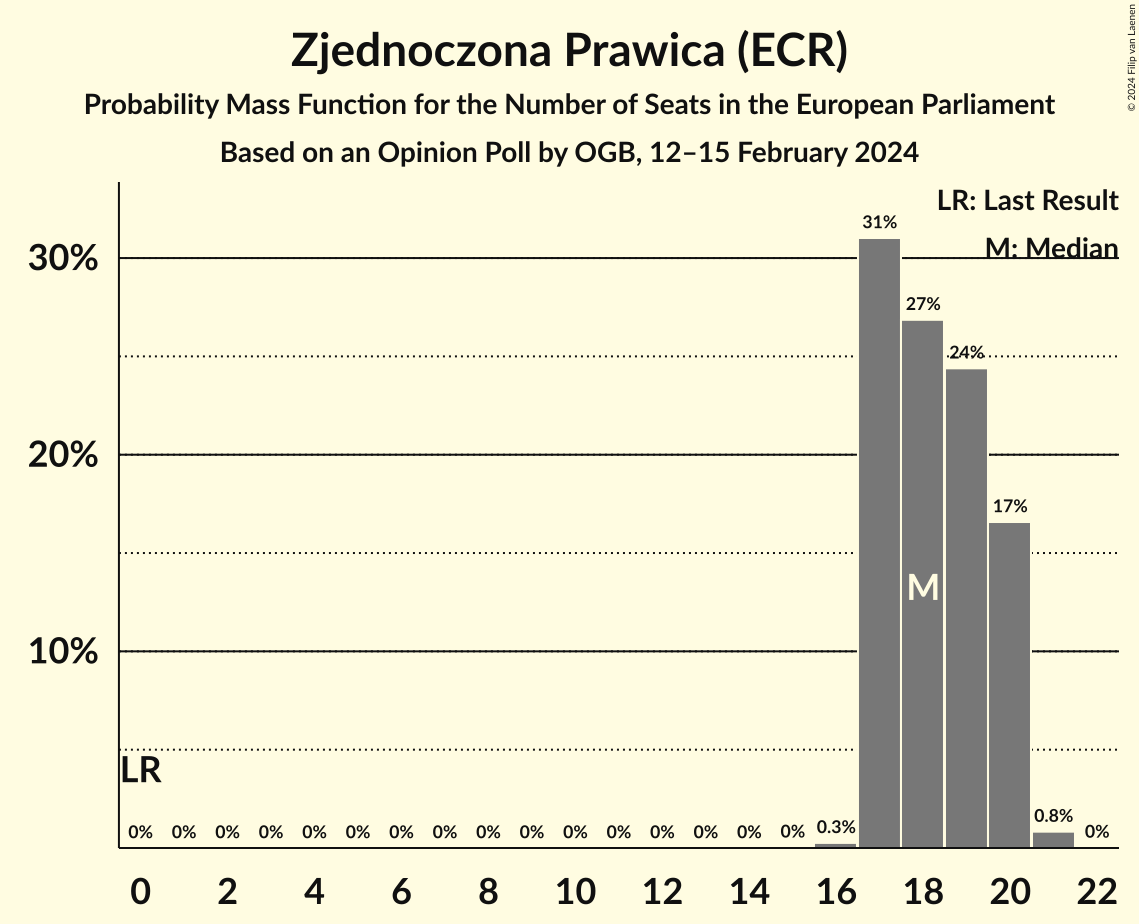 Zjednoczona Prawica (ECR)
Probability Mass Function for the Number of Seats in the European Parliament
Based on an Opinion Poll by OGB, 12–15 February 2024
© 2024 Filip van Laenen
LR: Last Result
M: Median
30%
20%
10%
31%
27%
24%
17%
M
LR
0% 0% 0% 0% 0% 0% 0% 0% 0% 0% 0% 0% 0% 0% 0% 0% 0.3% 0.8% 0%
0 2 4 6 8 10 12 14 16 18 20 22